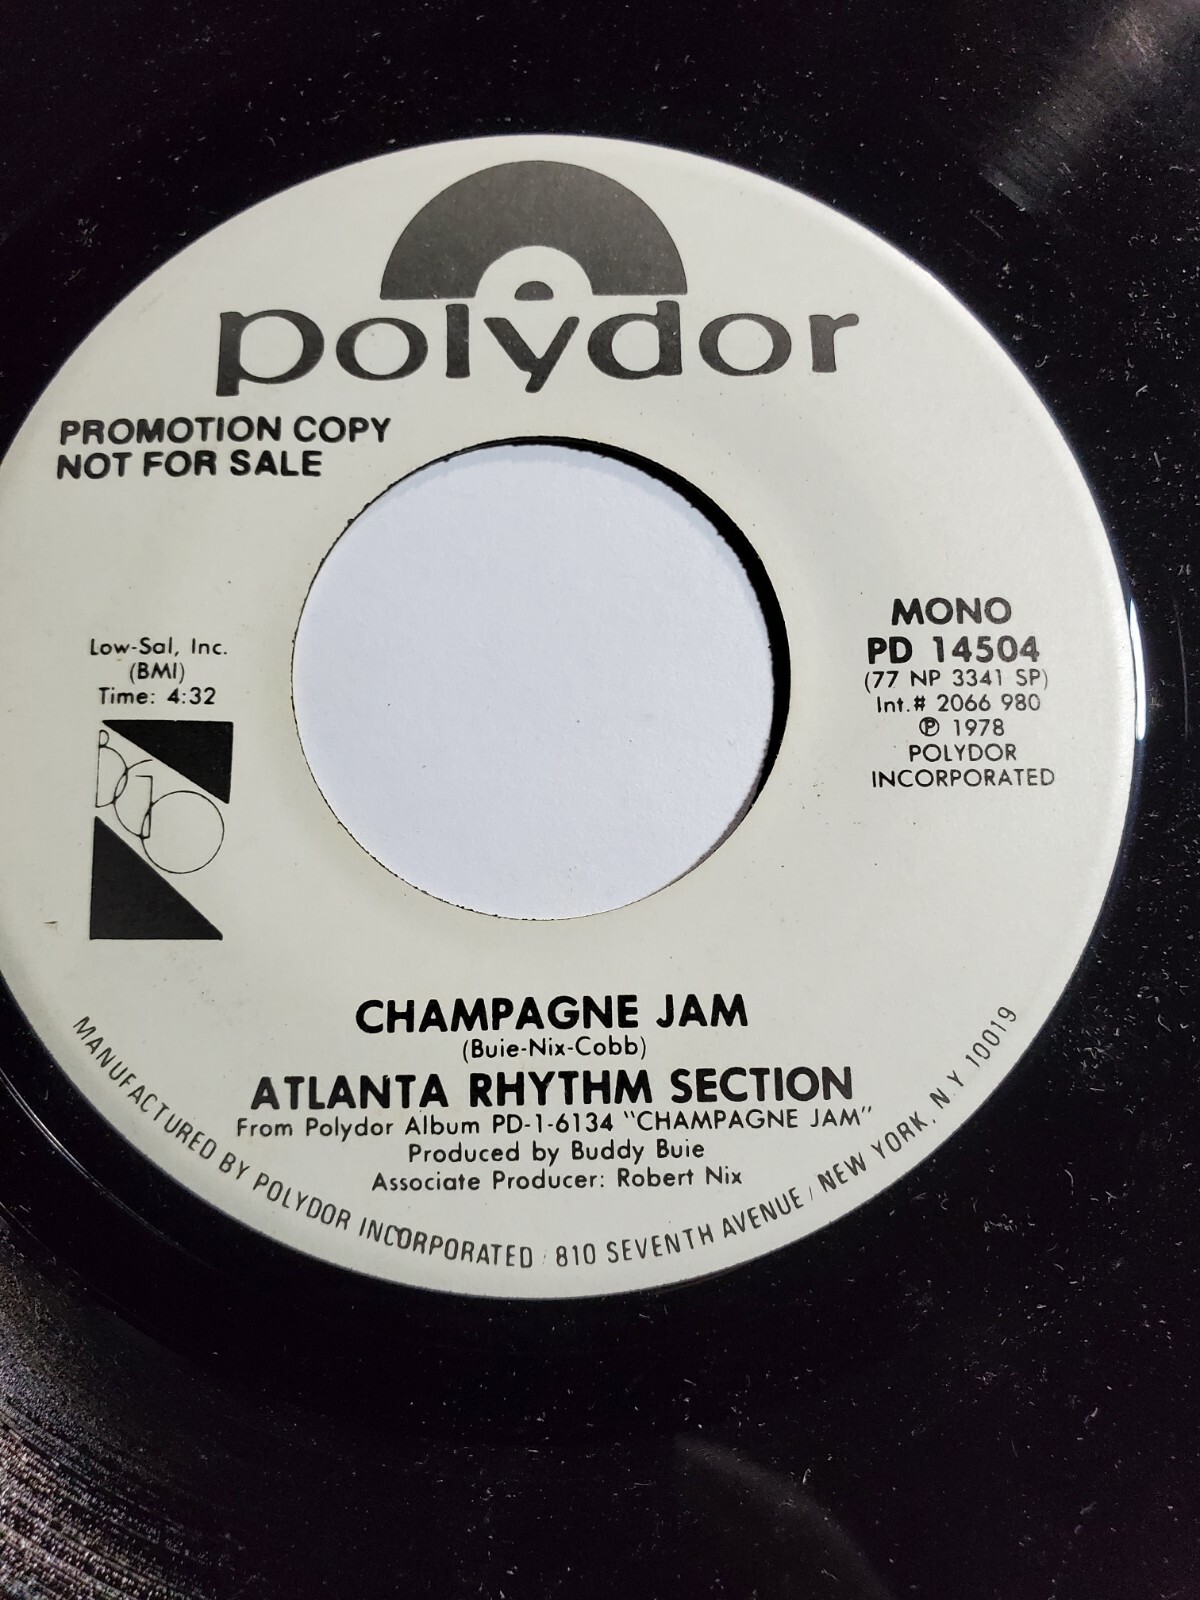 polydor
PROMOTION COPY
NOT FOR SALE
Low-Sal, Inc.
(BMI)
Time: 4:32
BGO
MONO
PD 14504
(77 NP 3341 SP)
Int.# 2066 980
℗ 1978
POLYDOR
INCORPORATED
CHAMPAGNE JAM
(Buie-Nix-Cobb)
ATLANTA RHYTHM SECTION
From Polydor Album PD-1-6134 "CHAMPAGNE JAM"
Produced by Buddy Buie
Associate Producer: Robert Nix
MANUFACTURED BY POLYDOR INCORPORATED / 810 SEVENTH AVENUE / NEW YORK, N.Y 10019